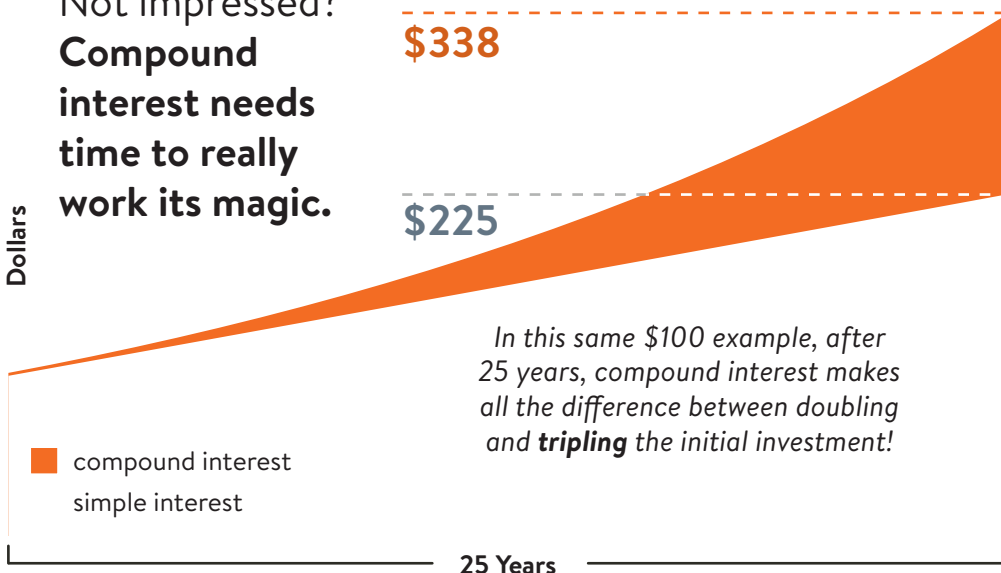 Not impressed?
Compound
interest needs
time to really
work its magic.
$338
$225
Dollars
In this same $100 example, after
25 years, compound interest makes
all the difference between doubling
and tripling the initial investment!
compound interest
simple interest
25 Years